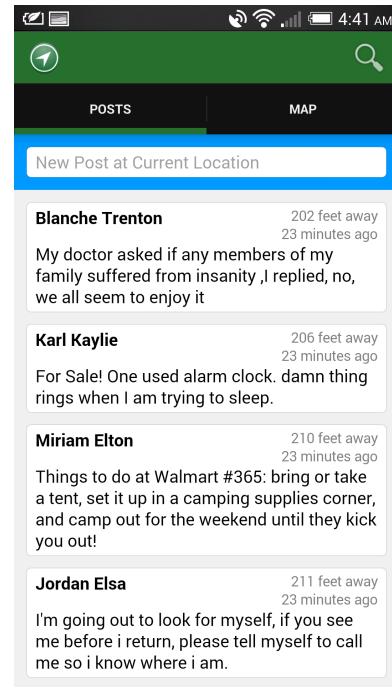 4:41 AM
POSTS
MAP
New Post at Current Location
Blanche Trenton
202 feet away
23 minutes ago
My doctor asked if any members of my
family suffered from insanity ,I replied, no,
we all seem to enjoy it
Karl Kaylie
206 feet away
23 minutes ago
For Sale! One used alarm clock. damn thing
rings when I am trying to sleep.
Miriam Elton
210 feet away
23 minutes ago
Things to do at Walmart #365: bring or take
a tent, set it up in a camping supplies corner,
and camp out for the weekend until they kick
you out!
Jordan Elsa
211 feet away
23 minutes ago
I'm going out to look for myself, if you see
me before i return, please tell myself to call
me so i know where i am.